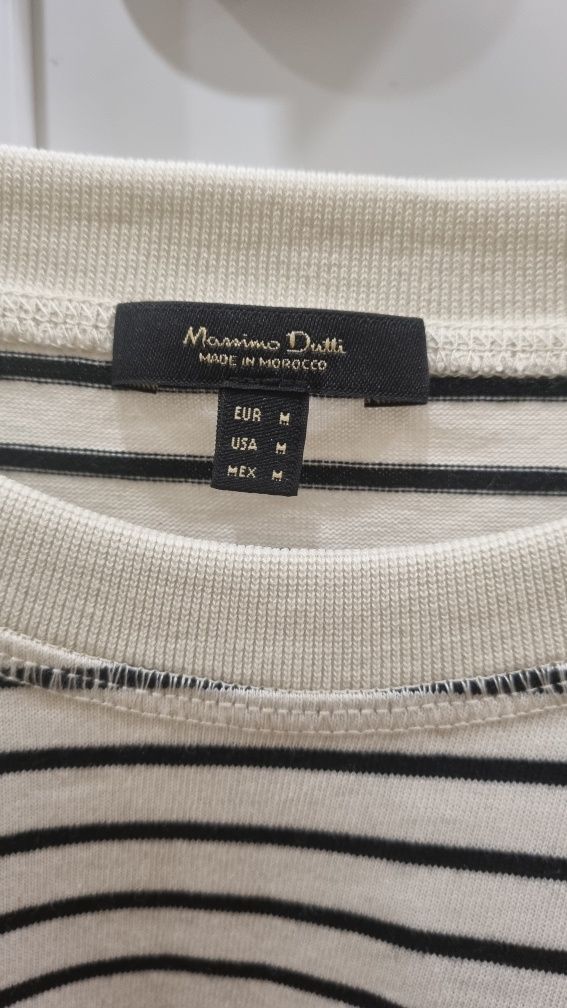 Massimo Dutti
MADE IN MOROCCO
EUR M
USA M
MEX M